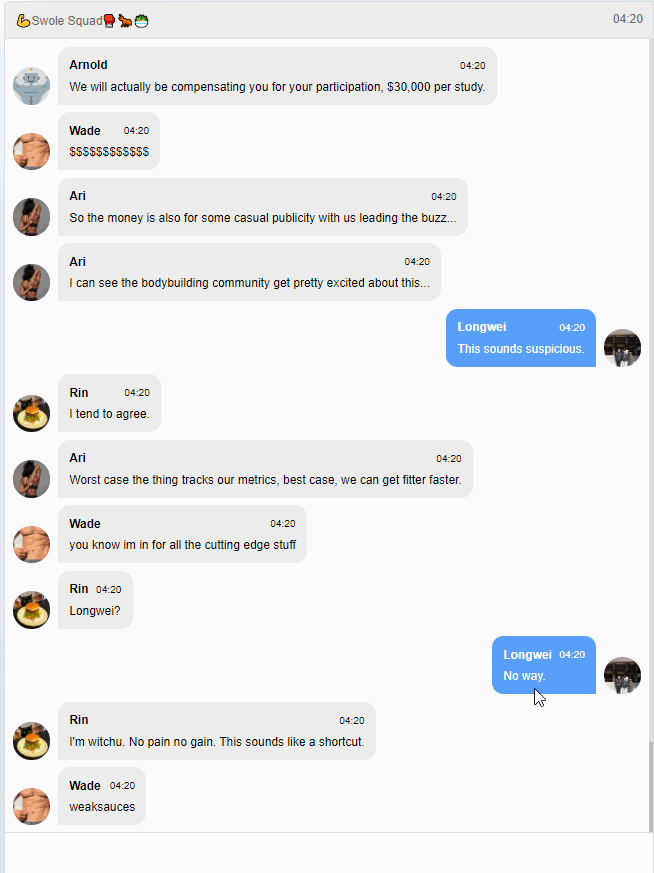 💪Swole Squad🥊🐂🥗 04:20
Arnold 04:20
We will actually be compensating you for your participation, $30,000 per study.
Wade 04:20
$$$$$$$$$$$$
Ari 04:20
So the money is also for some casual publicity with us leading the buzz...
Ari 04:20
I can see the bodybuilding community get pretty excited about this...
Longwei 04:20
This sounds suspicious.
Rin 04:20
I tend to agree.
Ari 04:20
Worst case the thing tracks our metrics, best case, we can get fitter faster.
Wade 04:20
you know im in for all the cutting edge stuff
Rin 04:20
Longwei?
Longwei 04:20
No way.
Rin 04:20
I'm witchu. No pain no gain. This sounds like a shortcut.
Wade 04:20
weaksauces